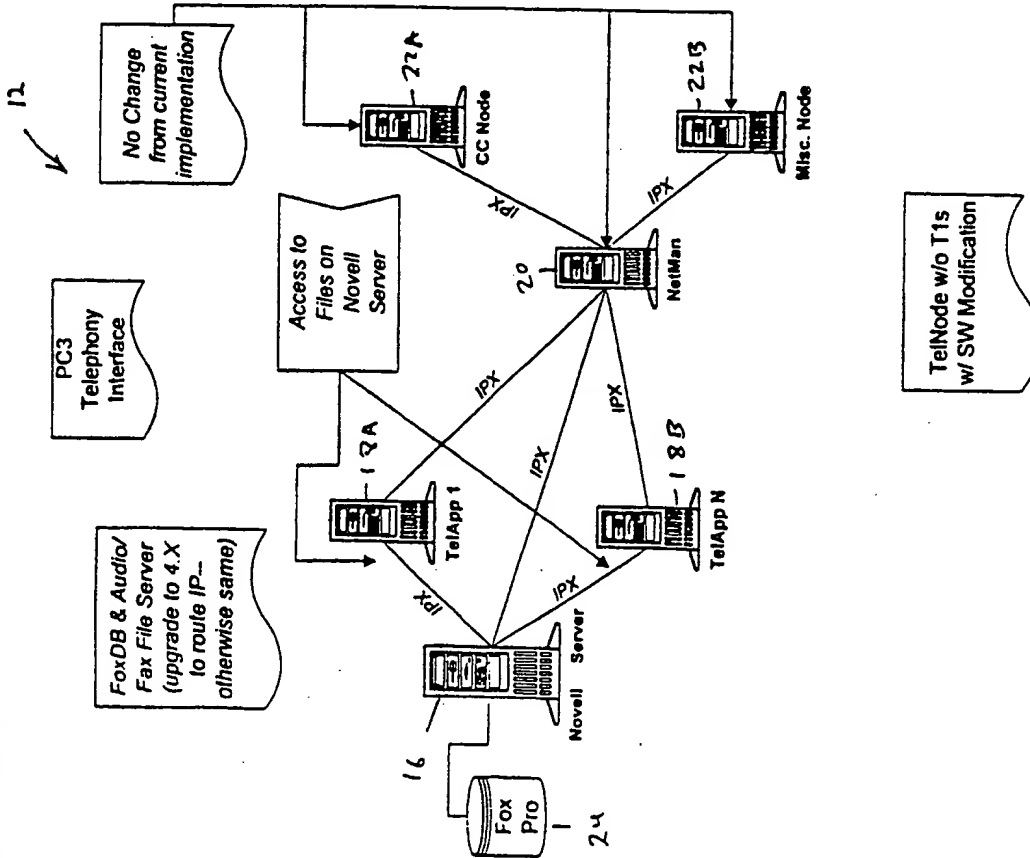 12
FoxDB & Audio/
Fax File Server
(upgrade to 4.X
to route IP--
otherwise same)
PC3
Telephony
Interface
No Change
from current
implementation
Access to
Files on
Novell
Server
16
Fox
Pro
24
Novell Server
IPX
IPX
IPX
18A
TelApp 1
18B
TelApp N
IPX
IPX
20
NetMan
IPX
IPX
22A
CC Node
22B
Misc. Node
TelNode w/o T1s
w/ SW Modification